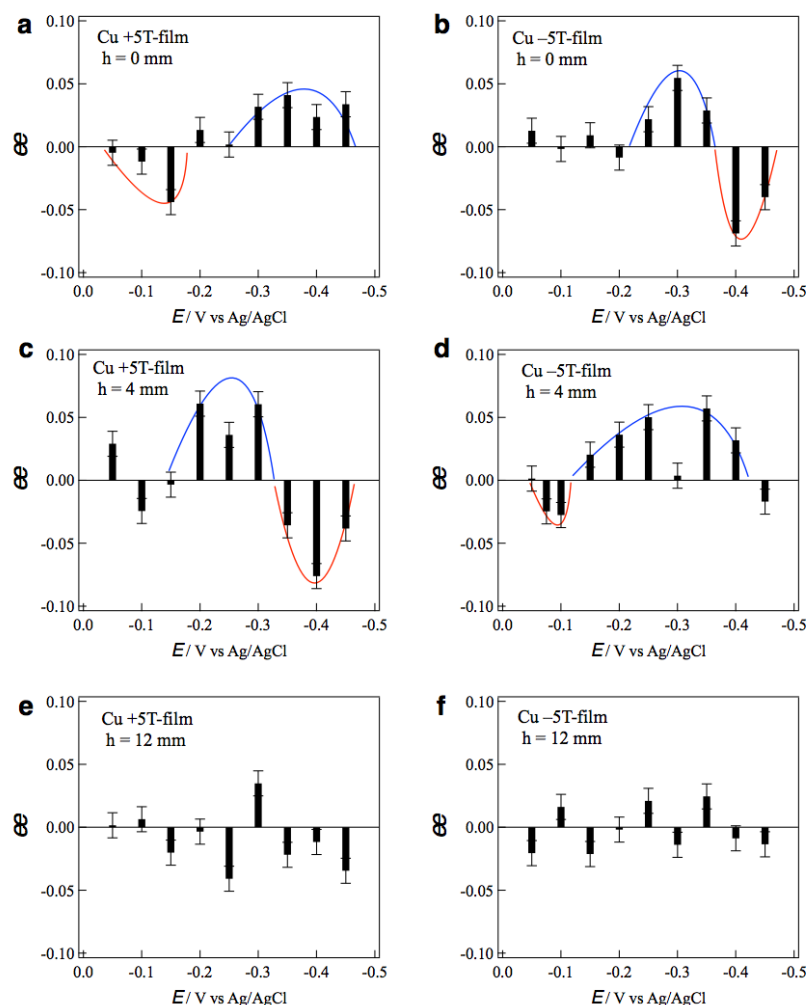 a
Cu +5T-film
h = 0 mm
0.10
0.05
0.00
-0.05
-0.10
ee
0.0 -0.1 -0.2 -0.3 -0.4 -0.5
E / V vs Ag/AgCl
b
Cu –5T-film
h = 0 mm
0.10
0.05
0.00
-0.05
-0.10
ee
0.0 -0.1 -0.2 -0.3 -0.4 -0.5
E / V vs Ag/AgCl
c
Cu +5T-film
h = 4 mm
0.10
0.05
0.00
-0.05
-0.10
ee
0.0 -0.1 -0.2 -0.3 -0.4 -0.5
E / V vs Ag/AgCl
d
Cu –5T-film
h = 4 mm
0.10
0.05
0.00
-0.05
-0.10
ee
0.0 -0.1 -0.2 -0.3 -0.4 -0.5
E / V vs Ag/AgCl
e
Cu +5T-film
h = 12 mm
0.10
0.05
0.00
-0.05
-0.10
ee
0.0 -0.1 -0.2 -0.3 -0.4 -0.5
E / V vs Ag/AgCl
f
Cu –5T-film
h = 12 mm
0.10
0.05
0.00
-0.05
-0.10
ee
0.0 -0.1 -0.2 -0.3 -0.4 -0.5
E / V vs Ag/AgCl